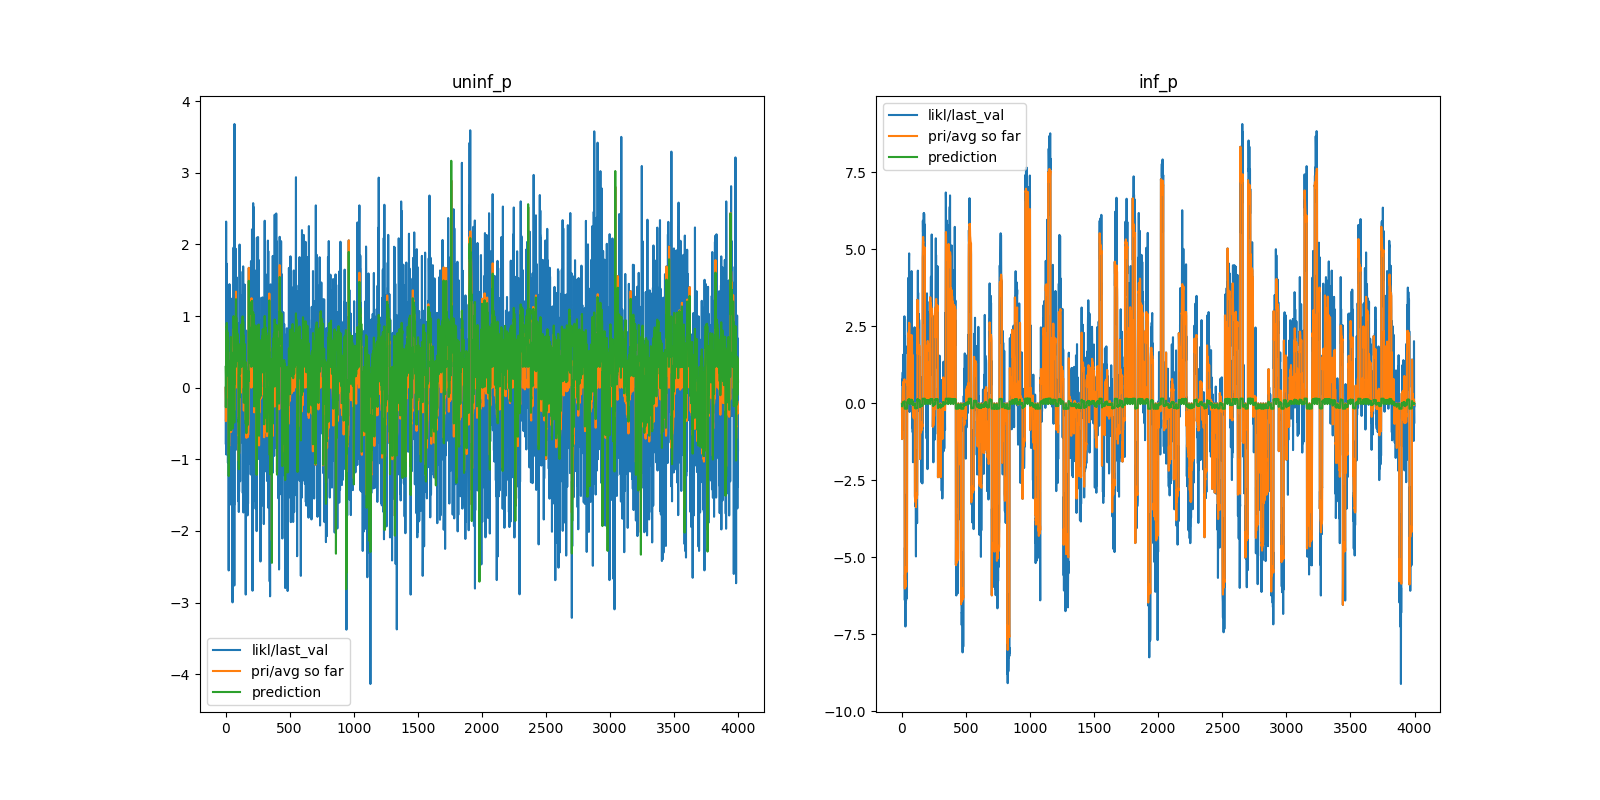 uninf_p
4
3
2
1
0
−1
−2
−3
−4
likl/last_val
pri/avg so far
prediction
0 500 1000 1500 2000 2500 3000 3500 4000
inf_p
likl/last_val
pri/avg so far
prediction
7.5
5.0
2.5
0.0
−2.5
−5.0
−7.5
−10.0
0 500 1000 1500 2000 2500 3000 3500 4000